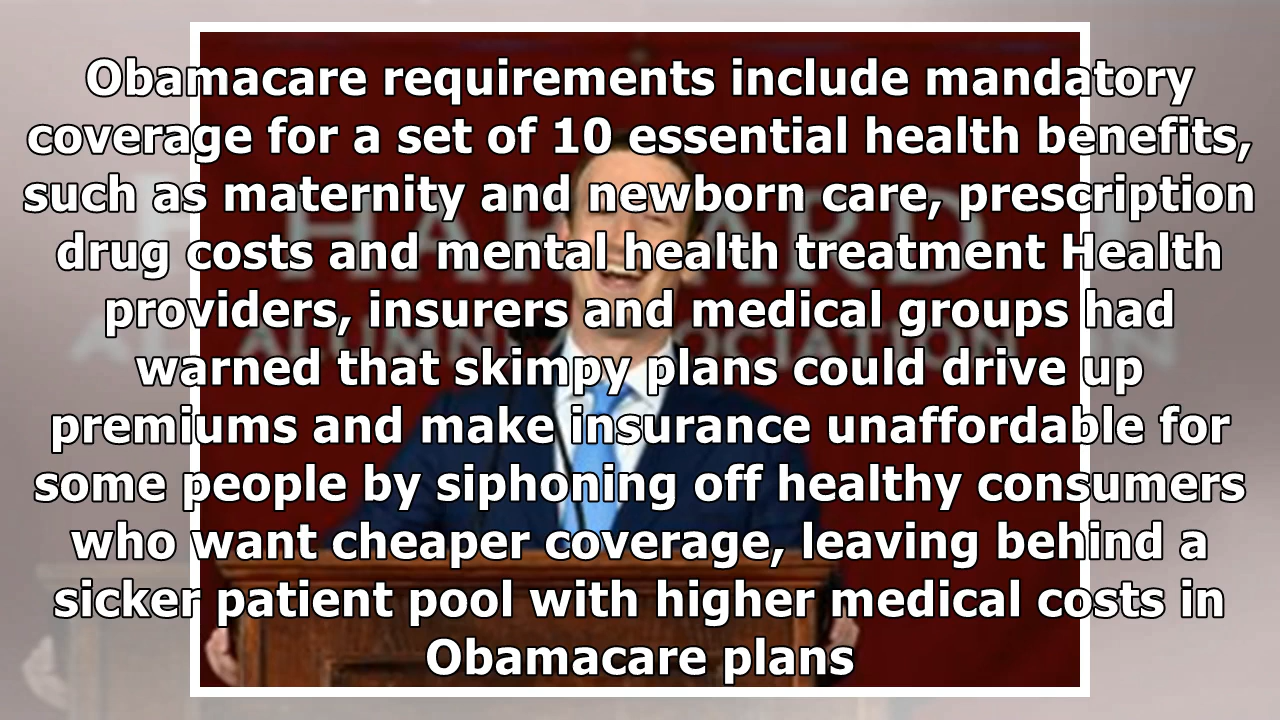 Obamacare requirements include mandatory
coverage for a set of 10 essential health benefits,
such as maternity and newborn care, prescription
drug costs and mental health treatment Health
providers, insurers and medical groups had
warned that skimpy plans could drive up
premiums and make insurance unaffordable for
some people by siphoning off healthy consumers
who want cheaper coverage, leaving behind a
sicker patient pool with higher medical costs in
Obamacare plans